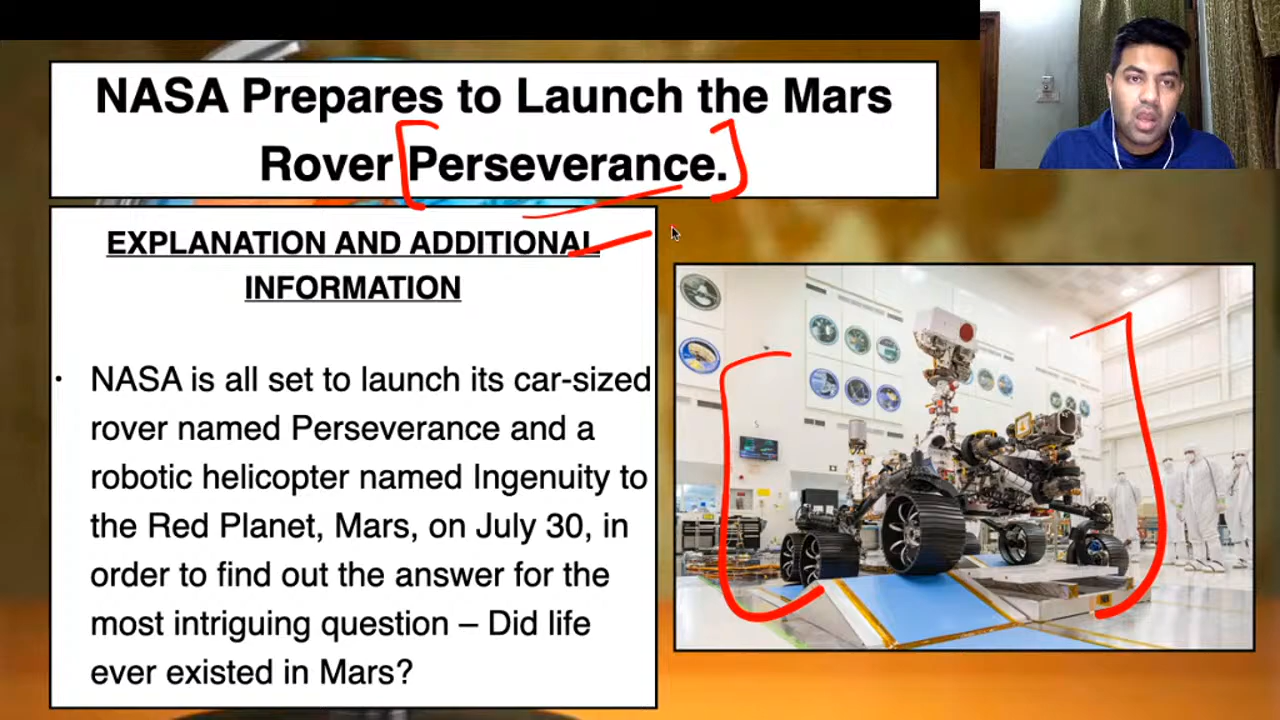 NASA Prepares to Launch the Mars
Rover Perseverance.
EXPLANATION AND ADDITIONAL
INFORMATION
• NASA is all set to launch its car-sized
rover named Perseverance and a
robotic helicopter named Ingenuity to
the Red Planet, Mars, on July 30, in
order to find out the answer for the
most intriguing question – Did life
ever existed in Mars?